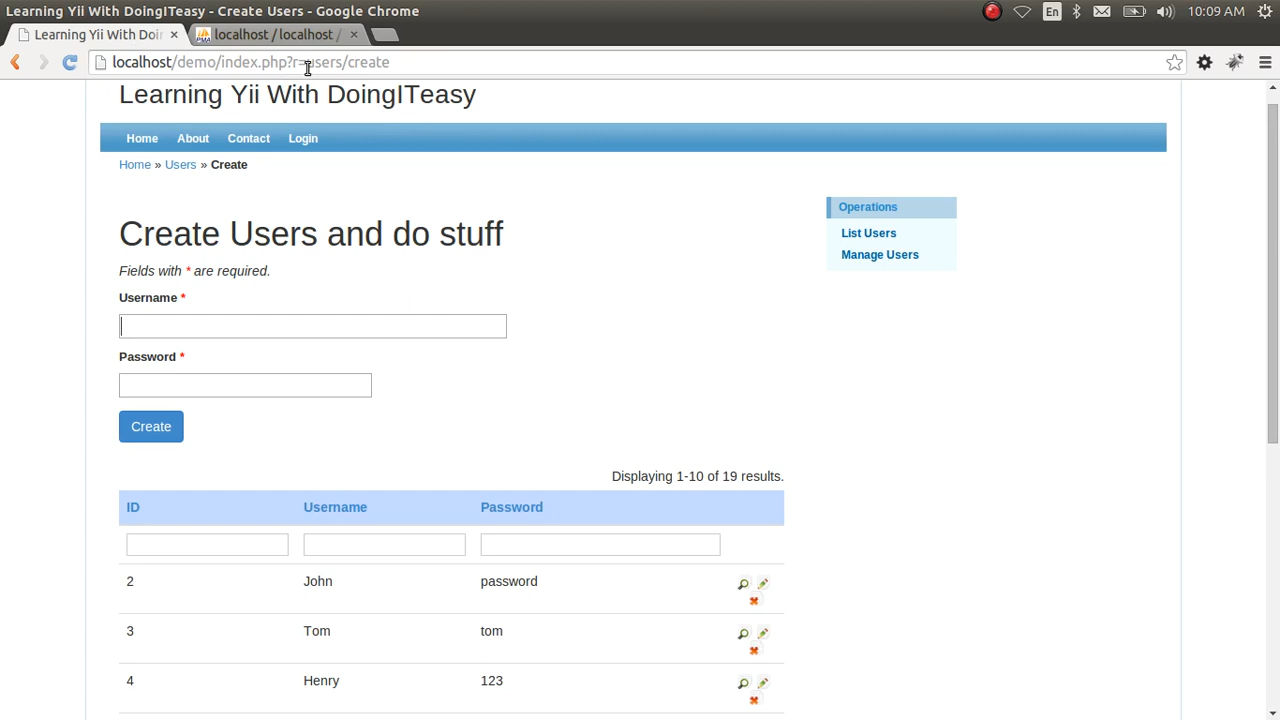 Learning Yii With DoingITeasy - Create Users - Google Chrome
En
10:09 AM
Learning Yii With Doi
localhost / localhost /
localhost/demo/index.php?r=users/create
Learning Yii With DoingITeasy
Home About Contact Login
Home » Users » Create
Operations
List Users
Manage Users
Create Users and do stuff
Fields with * are required.
Username *
Password *
Create
Displaying 1-10 of 19 results.
ID Username Password
2 John password
3 Tom tom
4 Henry 123